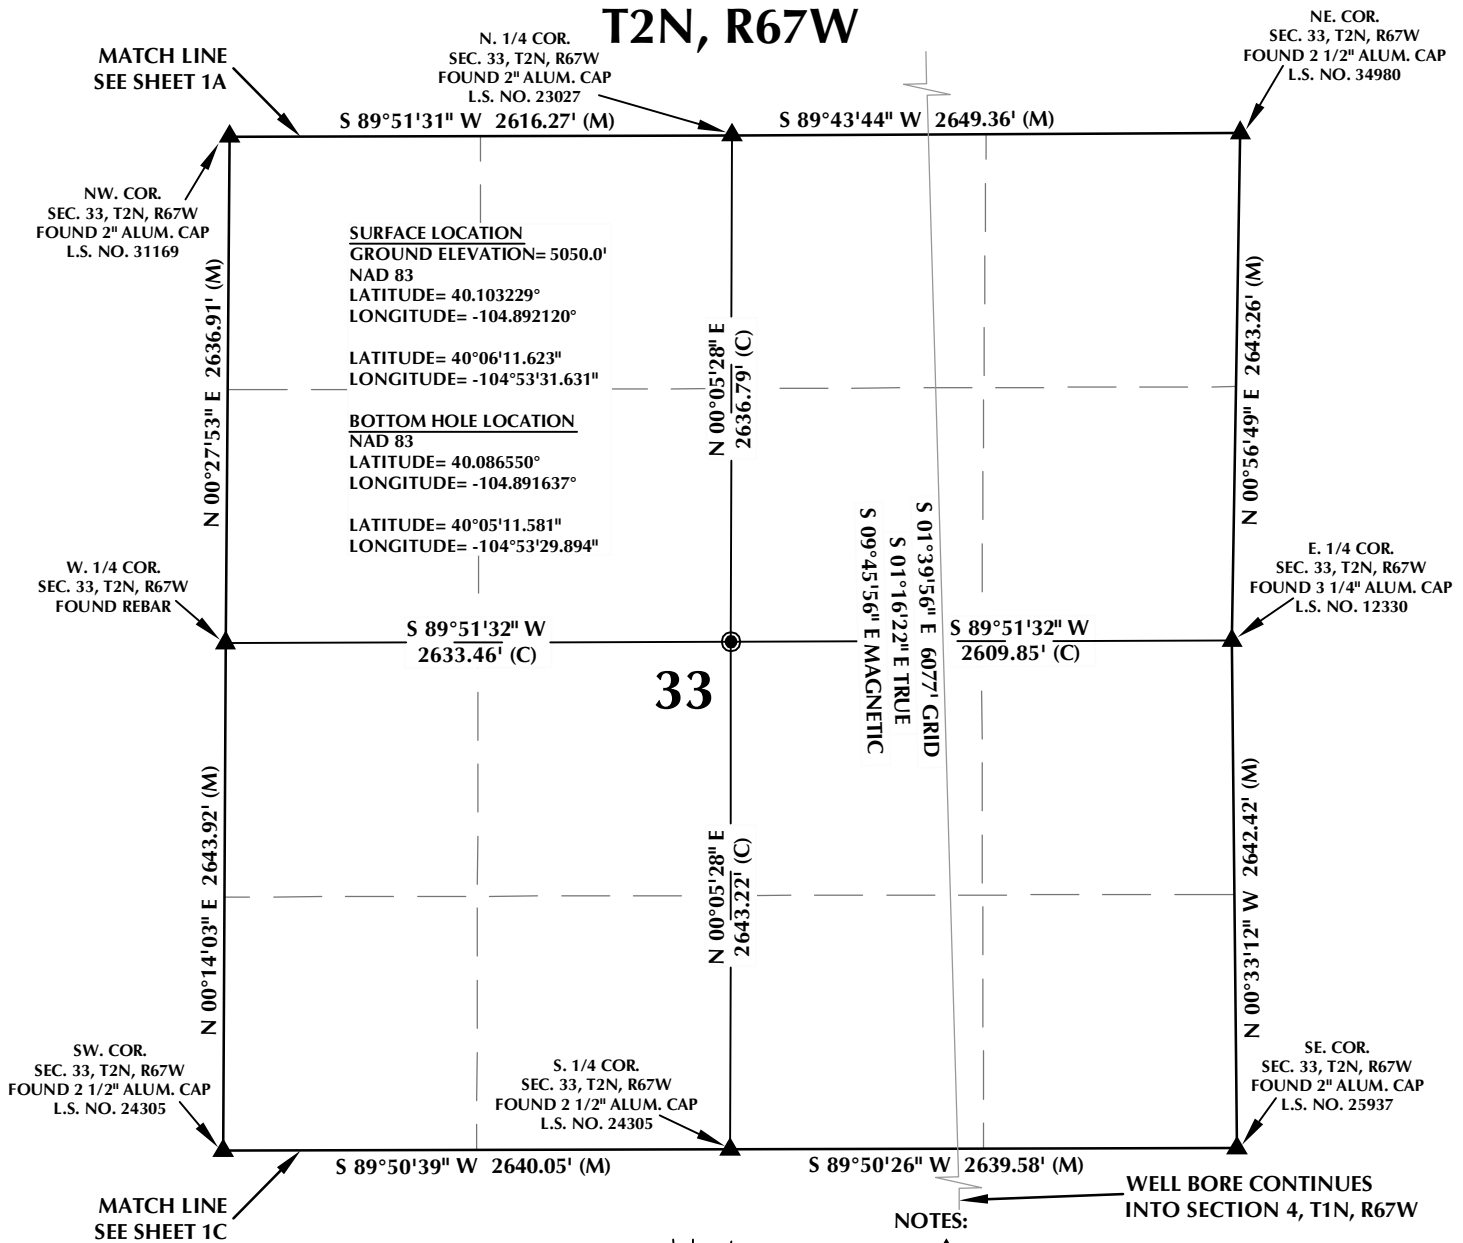 T2N, R67W
MATCH LINE
SEE SHEET 1A
N. 1/4 COR.
SEC. 33, T2N, R67W
FOUND 2" ALUM. CAP
L.S. NO. 23027
NE. COR.
SEC. 33, T2N, R67W
FOUND 2 1/2" ALUM. CAP
L.S. NO. 34980
S 89°51'31" W 2616.27' (M)
S 89°43'44" W 2649.36' (M)
NW. COR.
SEC. 33, T2N, R67W
FOUND 2" ALUM. CAP
L.S. NO. 31169
SURFACE LOCATION
GROUND ELEVATION= 5050.0'
NAD 83
LATITUDE= 40.103229°
LONGITUDE= -104.892120°
LATITUDE= 40°06'11.623"
LONGITUDE= -104°53'31.631"
BOTTOM HOLE LOCATION
NAD 83
LATITUDE= 40.086550°
LONGITUDE= -104.891637°
LATITUDE= 40°05'11.581"
LONGITUDE= -104°53'29.894"
N 00°27'53" E 2636.91' (M)
N 00°05'28" E
2636.79' (C)
N 00°56'49" E 2643.26' (M)
S 01°39'56" E 6077' GRID
S 01°16'22" E TRUE
S 09°45'56" E MAGNETIC
W. 1/4 COR.
SEC. 33, T2N, R67W
FOUND REBAR
E. 1/4 COR.
SEC. 33, T2N, R67W
FOUND 3 1/4" ALUM. CAP
L.S. NO. 12330
S 89°51'32" W
2633.46' (C)
S 89°51'32" W
2609.85' (C)
33
N 00°14'03" E 2643.92' (M)
N 00°05'28" E
2643.22' (C)
N 00°33'12" W 2642.42' (M)
SW. COR.
SEC. 33, T2N, R67W
FOUND 2 1/2" ALUM. CAP
L.S. NO. 24305
S. 1/4 COR.
SEC. 33, T2N, R67W
FOUND 2 1/2" ALUM. CAP
L.S. NO. 24305
SE. COR.
SEC. 33, T2N, R67W
FOUND 2" ALUM. CAP
L.S. NO. 25937
S 89°50'39" W 2640.05' (M)
S 89°50'26" W 2639.58' (M)
MATCH LINE
SEE SHEET 1C
WELL BORE CONTINUES
INTO SECTION 4, T1N, R67W
NOTES: